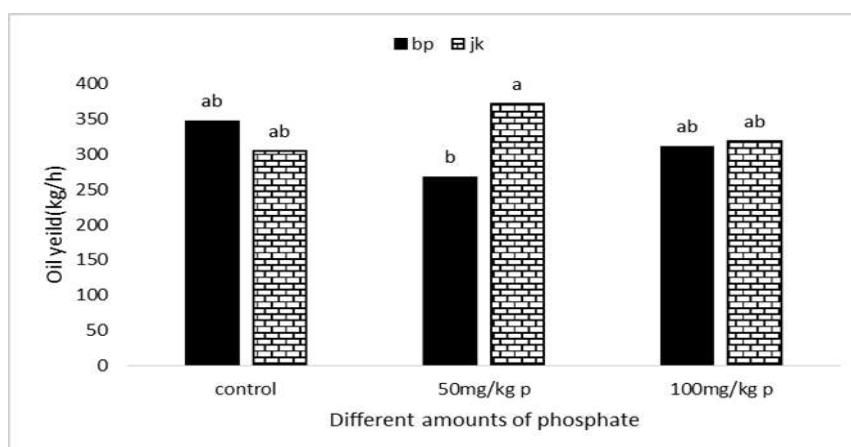 bp jk
400
350
300
250
200
150
100
50
0
Oil yeild(kg/h)
ab ab
b a
ab ab
control 50mg/kg p 100mg/kg p
Different amounts of phosphate